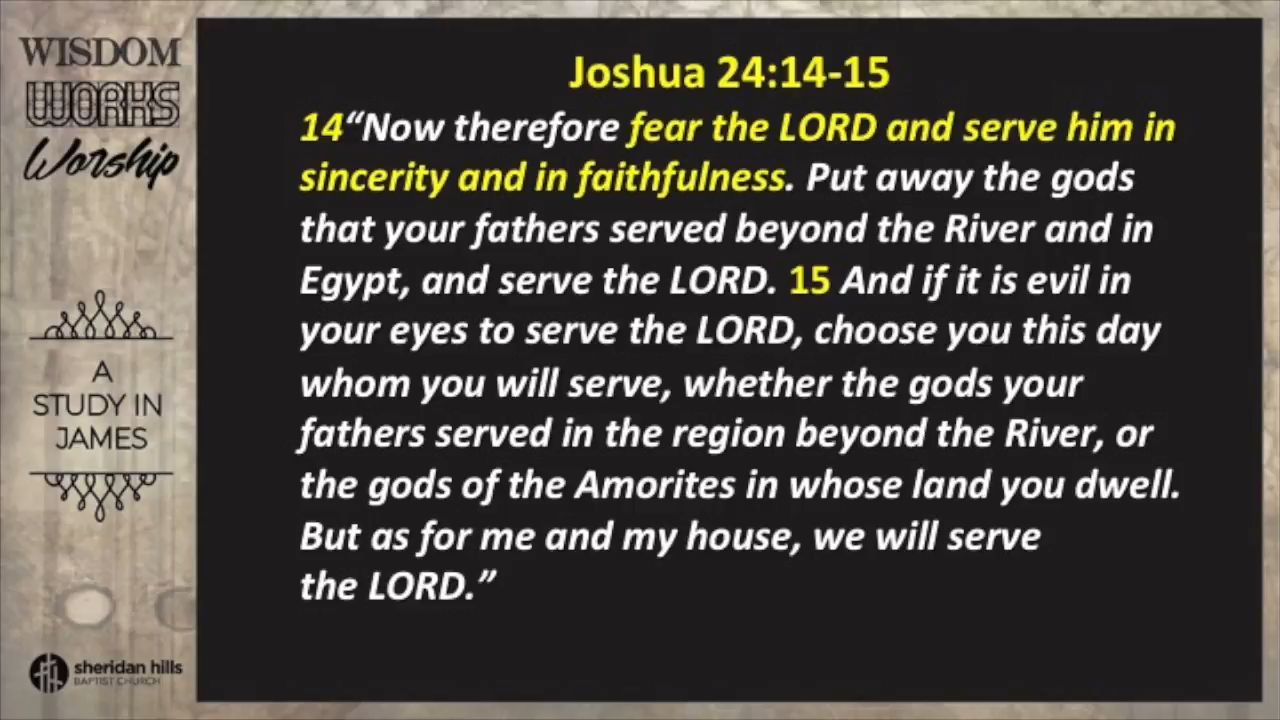 WISDOM
WORKS
Worship
A
STUDY IN
JAMES
sheridan hills
BAPTIST CHURCH
Joshua 24:14-15
14“Now therefore fear the LORD and serve him in
sincerity and in faithfulness. Put away the gods
that your fathers served beyond the River and in
Egypt, and serve the LORD. 15 And if it is evil in
your eyes to serve the LORD, choose you this day
whom you will serve, whether the gods your
fathers served in the region beyond the River, or
the gods of the Amorites in whose land you dwell.
But as for me and my house, we will serve
the LORD.”